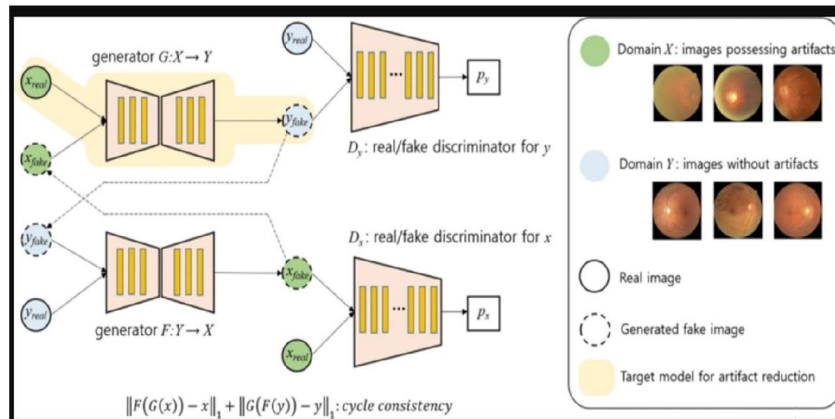 generator G:X → Y
y_real
x_real
p_y
y_fake
x_fake
D_y: real/fake discriminator for y
y_fake
D_x: real/fake discriminator for x
x_fake
y_real
p_x
generator F:Y → X
x_real
‖F(G(x)) − x‖₁ + ‖G(F(y)) − y‖₁: cycle consistency
Domain X: images possessing artifacts
Domain Y: images without artifacts
Real image
Generated fake image
Target model for artifact reduction